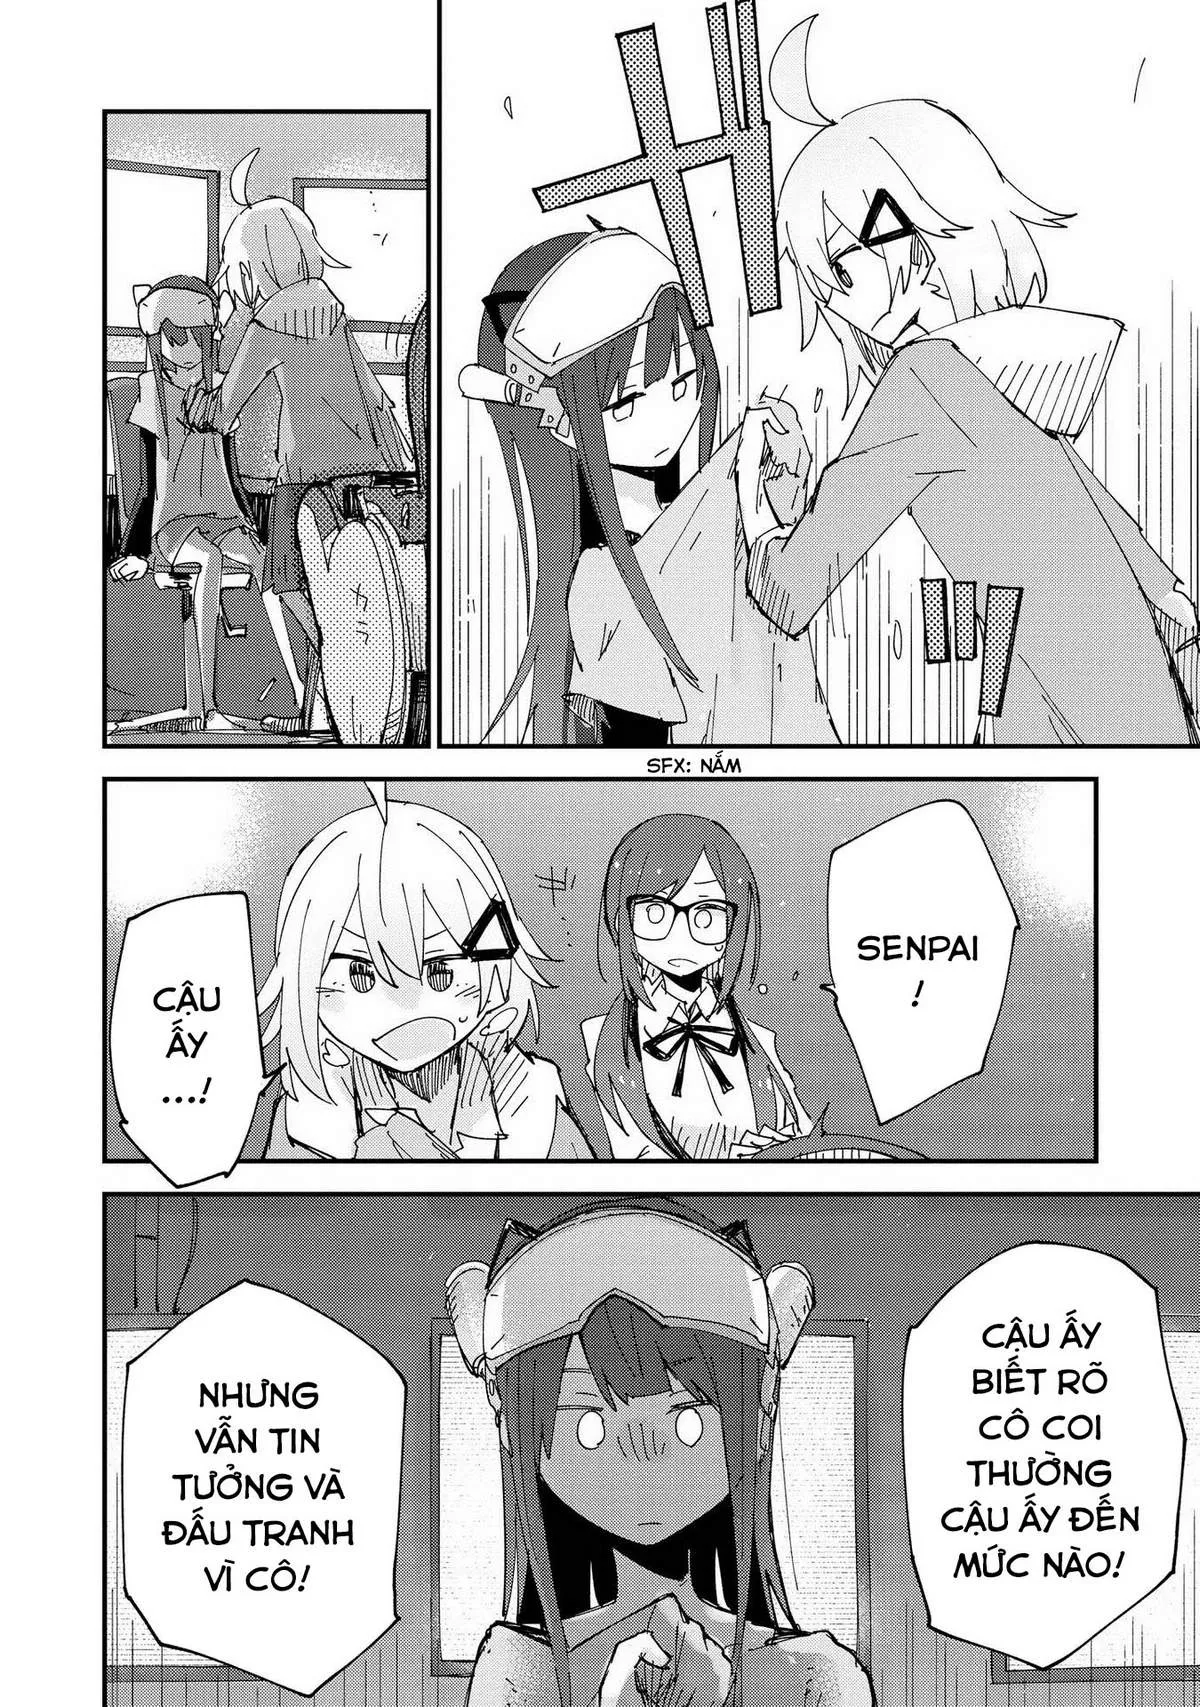 ガ
!!!
SFX: NẮM
SENPAI
!
CẬU
ẤY
...!
CẬU ẤY
BIẾT RÕ
CÔ COI
THƯỜNG
CẬU ẤY ĐẾN
MỨC NÀO!
NHƯNG
VẪN TIN
TƯỞNG VÀ
ĐẤU TRANH
VÌ CÔ!